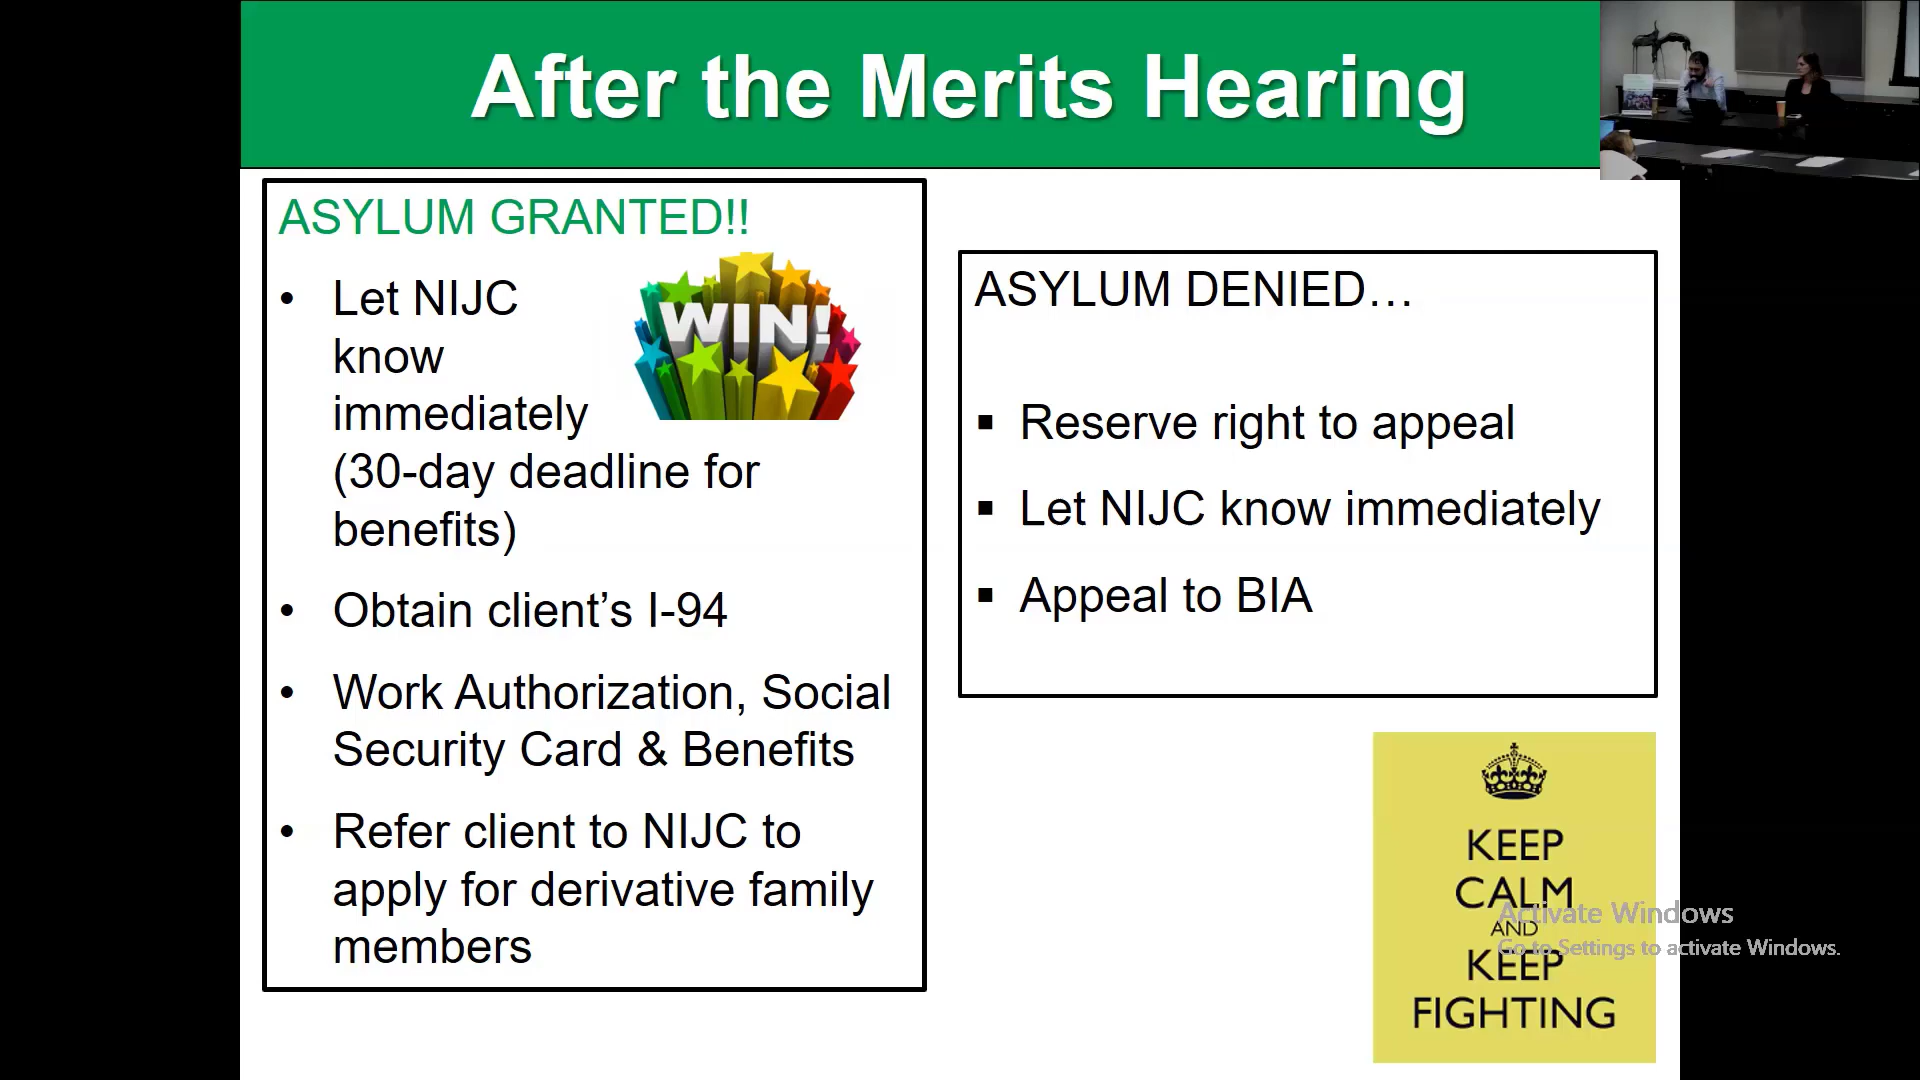 After the Merits Hearing
ASYLUM GRANTED!!
• Let NIJC
know
immediately
(30-day deadline for
benefits)
• Obtain client’s I-94
• Work Authorization, Social
Security Card & Benefits
• Refer client to NIJC to
apply for derivative family
members
WIN!
ASYLUM DENIED…
▪ Reserve right to appeal
▪ Let NIJC know immediately
▪ Appeal to BIA
KEEP
CALM
AND
KEEP
FIGHTING
Activate Windows
Go to Settings to activate Windows.